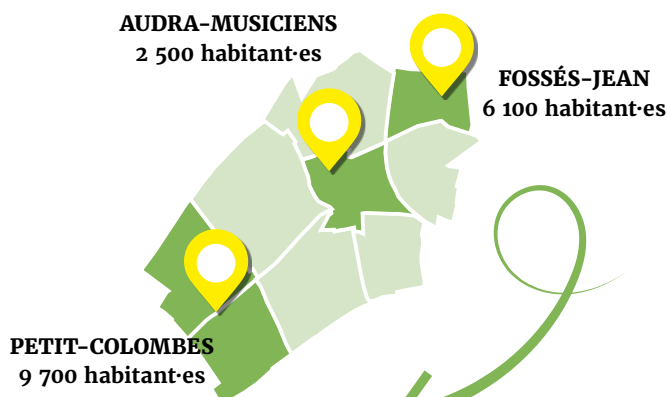 AUDRA-MUSICIENS
2 500 habitant·es
FOSSÉS-JEAN
6 100 habitant·es
PETIT-COLOMBES
9 700 habitant·es